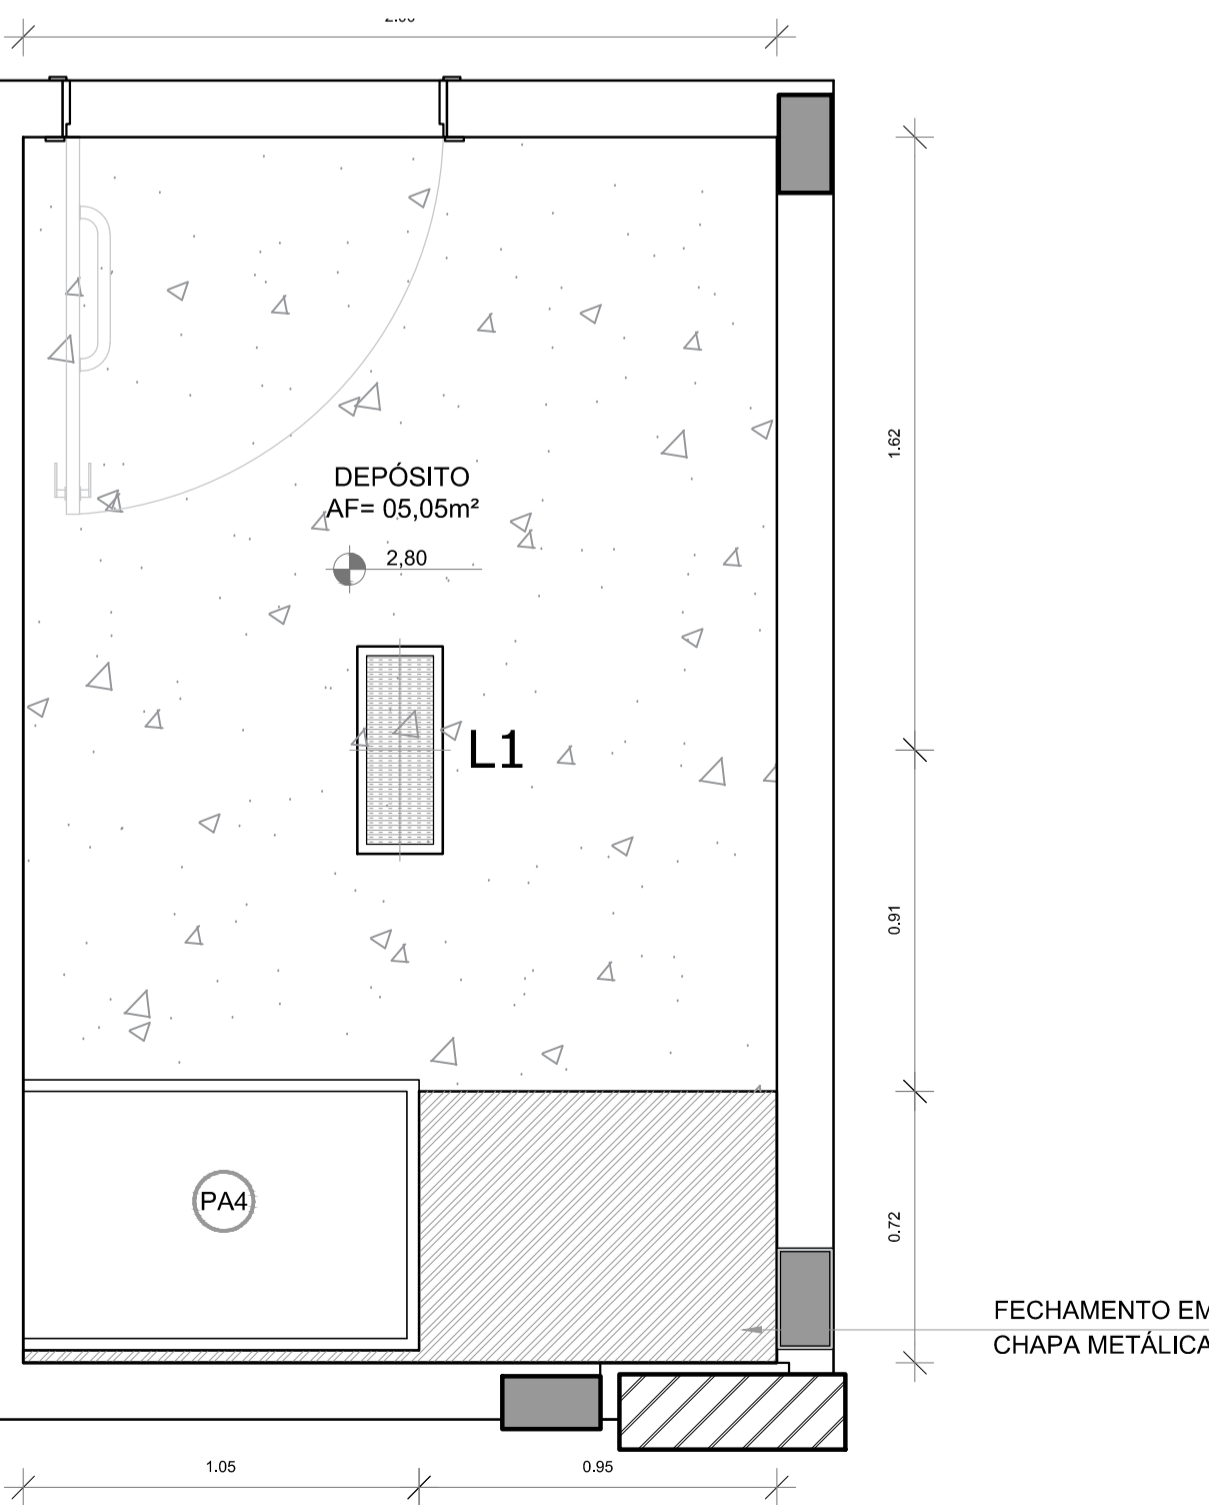 DEPÓSITO
AF= 05,05m²
2,80
L1
1.62
0.91
PA4
0.72
FECHAMENTO EM
CHAPA METÁLICA
1.05
0.95